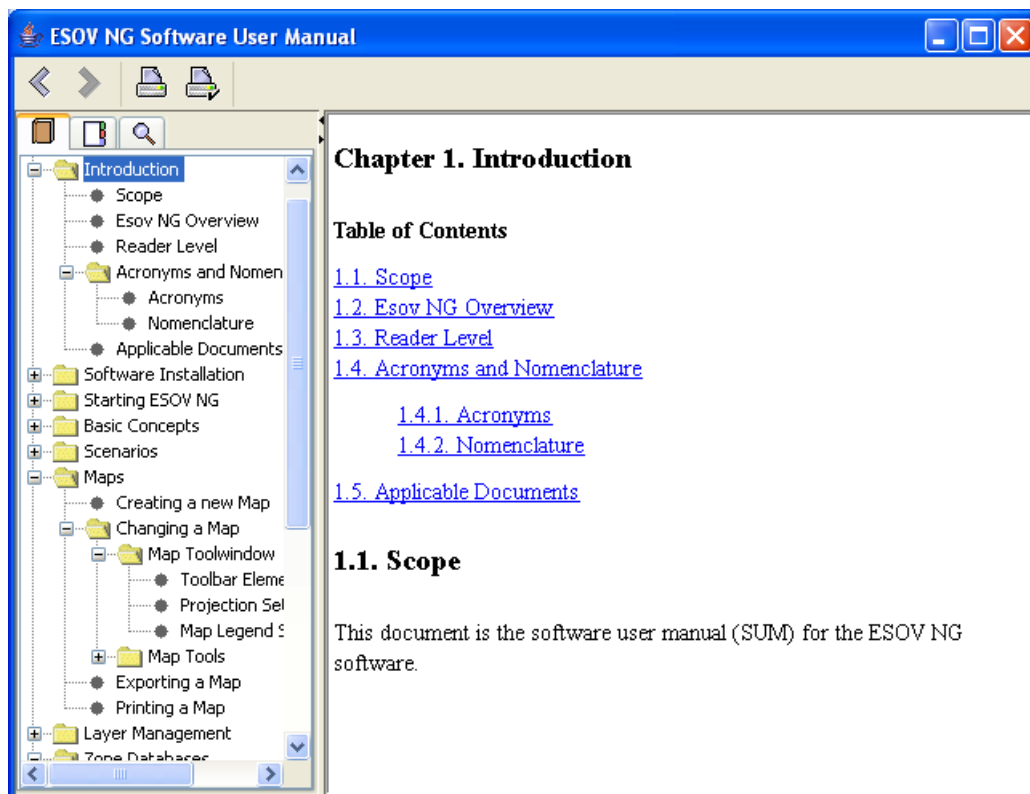 ESOV NG Software User Manual
Introduction
Scope
Esov NG Overview
Reader Level
Acronyms and Nomen
Acronyms
Nomenclature
Applicable Documents
Software Installation
Starting ESOV NG
Basic Concepts
Scenarios
Maps
Creating a new Map
Changing a Map
Map Toolwindow
Toolbar Eleme
Projection Set
Map Legend S
Map Tools
Exporting a Map
Printing a Map
Layer Management
Zone Databases
Chapter 1. Introduction
Table of Contents
1.1. Scope
1.2. Esov NG Overview
1.3. Reader Level
1.4. Acronyms and Nomenclature
1.4.1. Acronyms
1.4.2. Nomenclature
1.5. Applicable Documents
1.1. Scope
This document is the software user manual (SUM) for the ESOV NG
software.